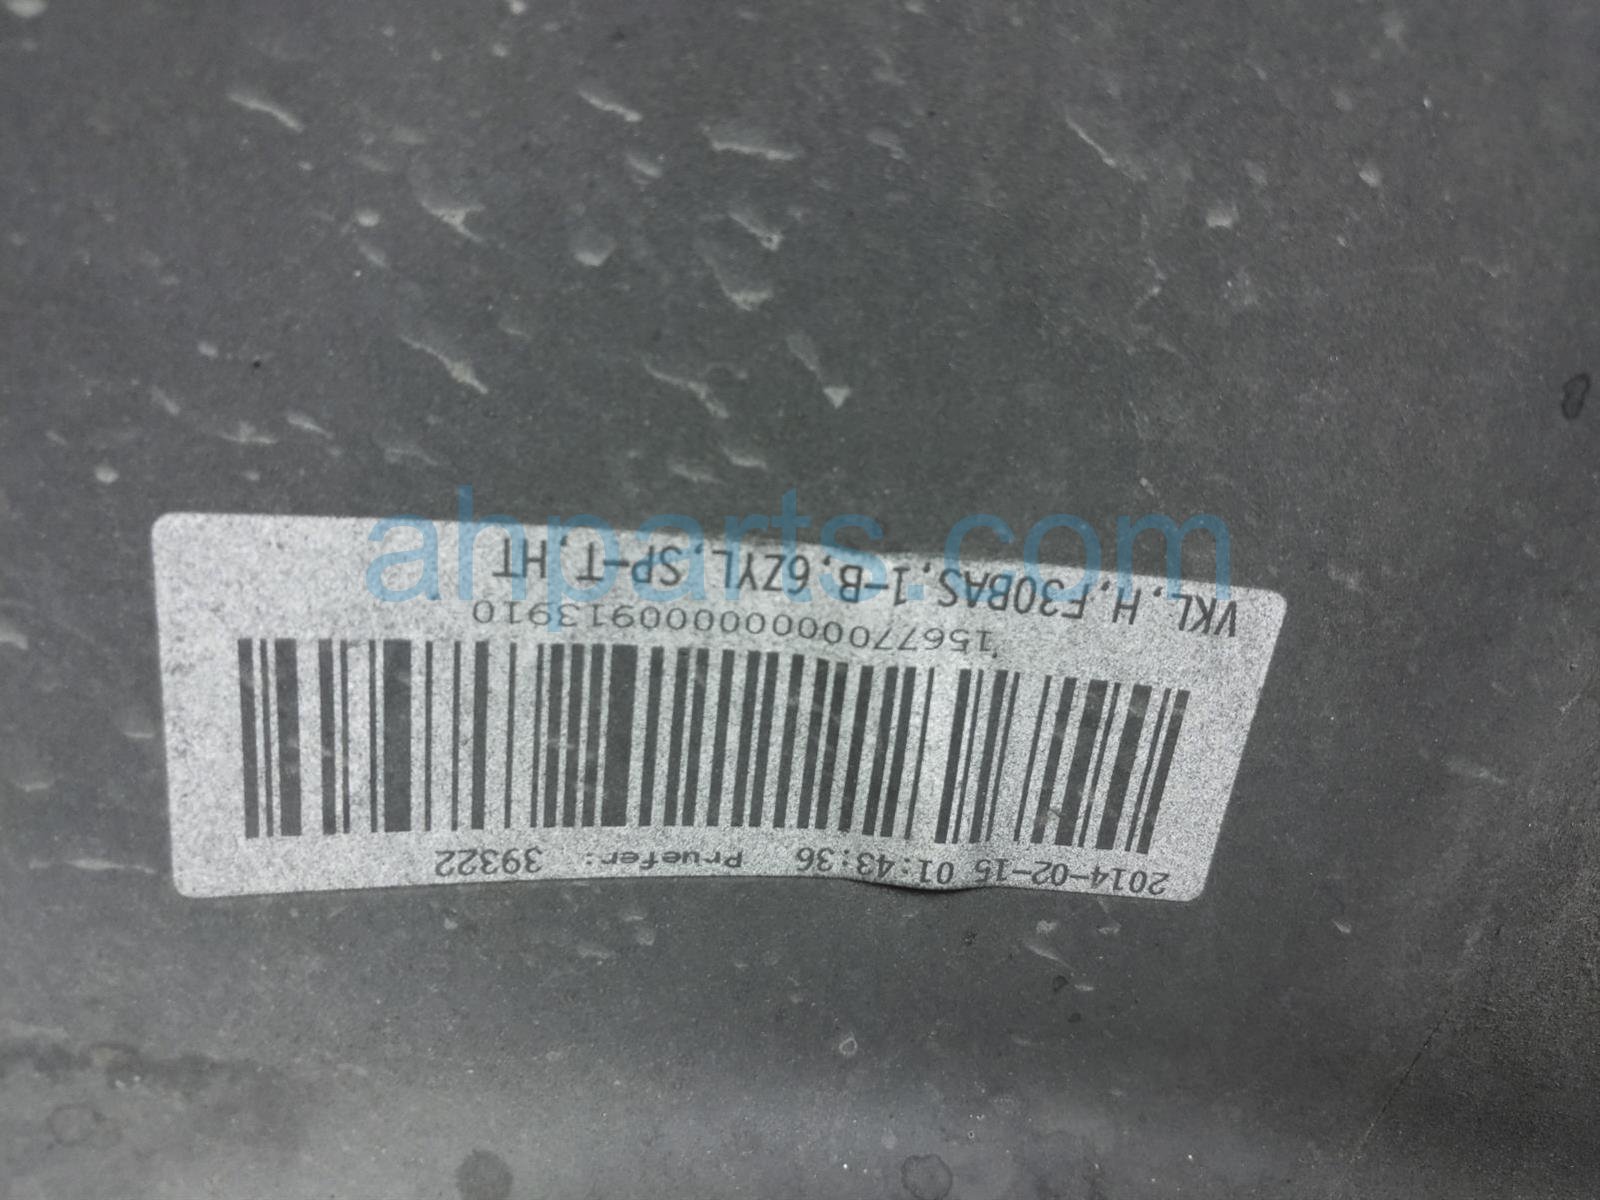 VKL,H,F30BAS,1-B,6ZYL,SP-T,HT
1567700000000913910
2014-02-15 01:43:36 Pruefer: 39322
ahparts.com